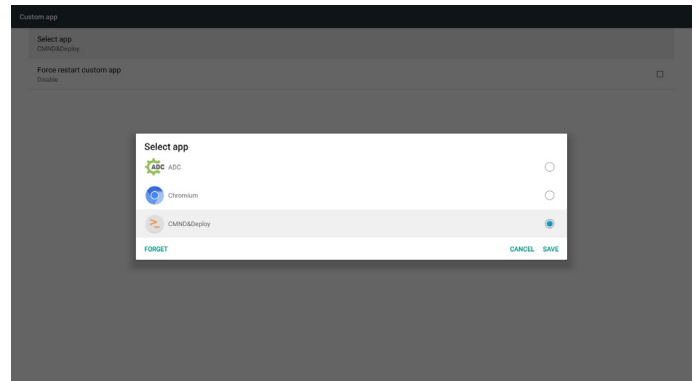 Custom app
Select app
CMND&Deploy
Force restart custom app
Disable
Select app
ADC ADC
Chromium
>_ CMND&Deploy
FORGET CANCEL SAVE